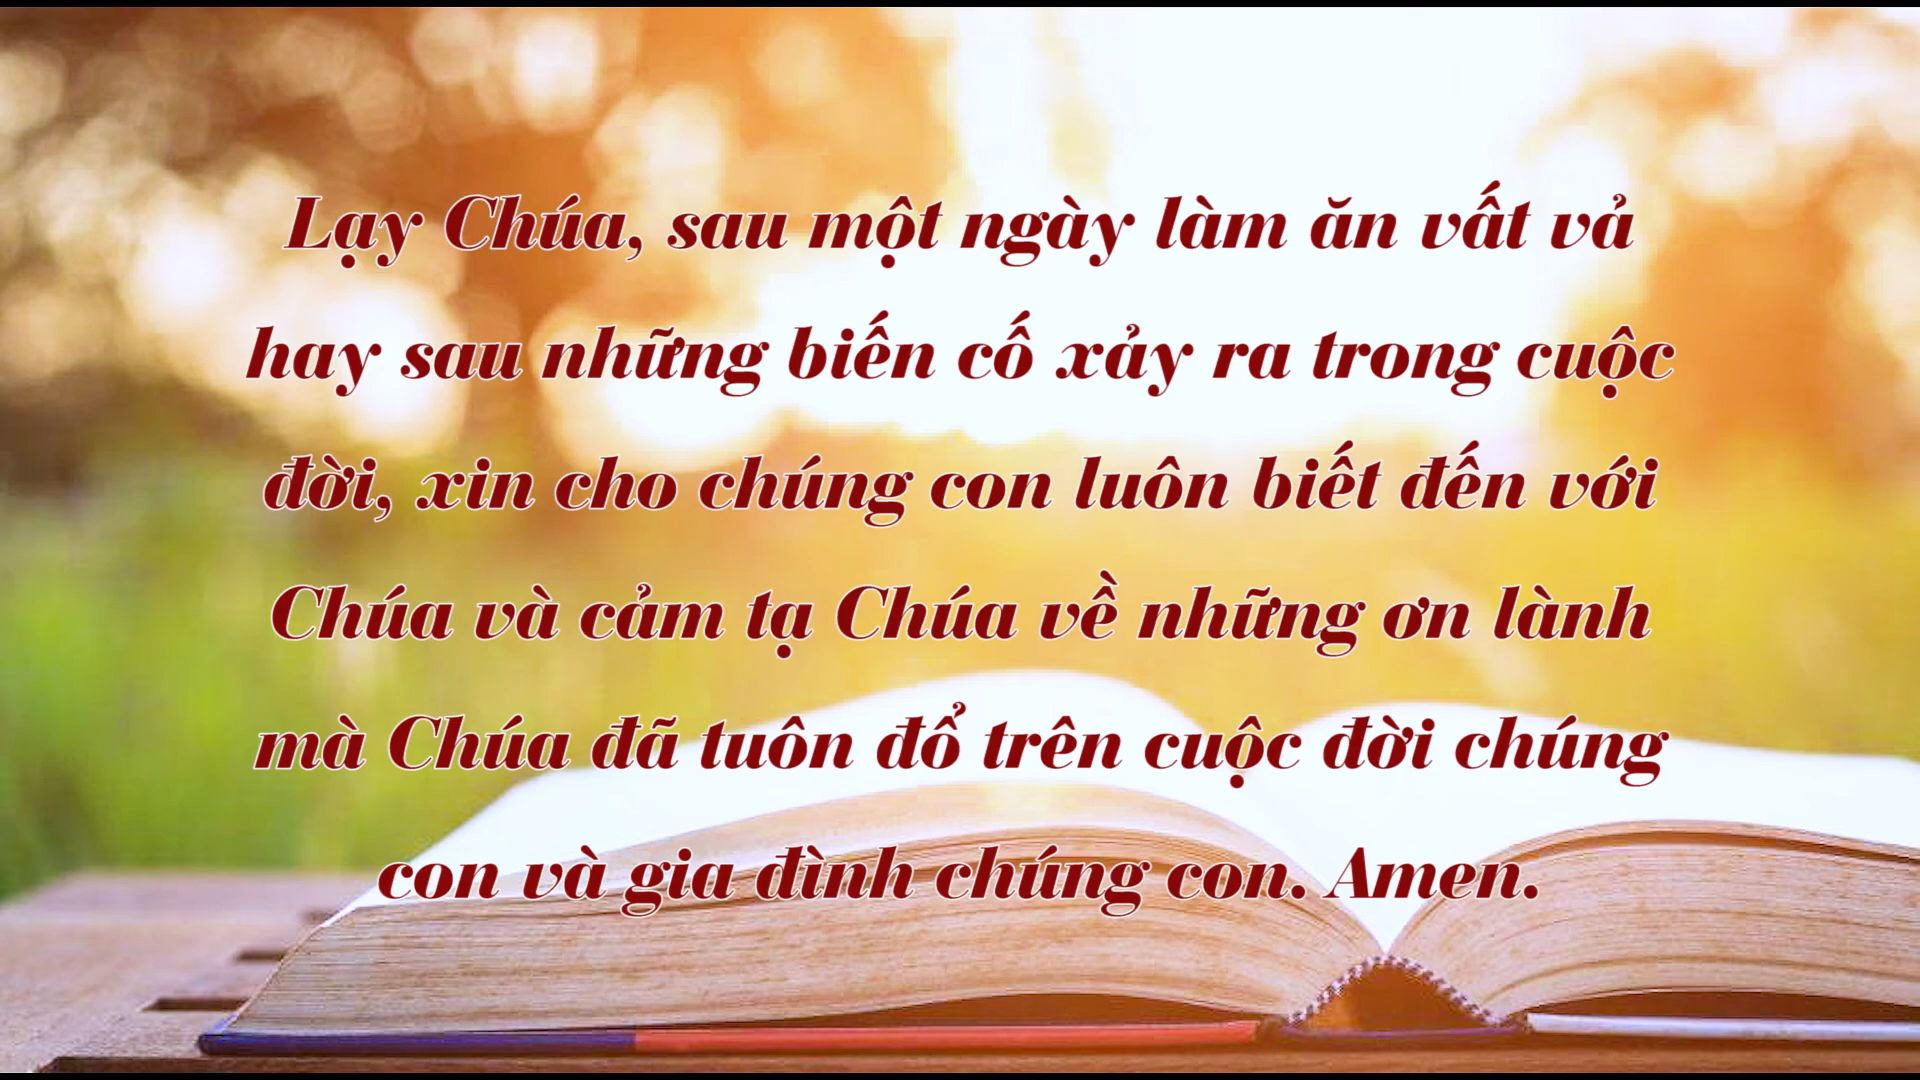 Lạy Chúa, sau một ngày làm ăn vất vả
hay sau những biến cố xảy ra trong cuộc
đời, xin cho chúng con luôn biết đến với
Chúa và cảm tạ Chúa về những ơn lành
mà Chúa đã tuôn đổ trên cuộc đời chúng
con và gia đình chúng con. Amen.